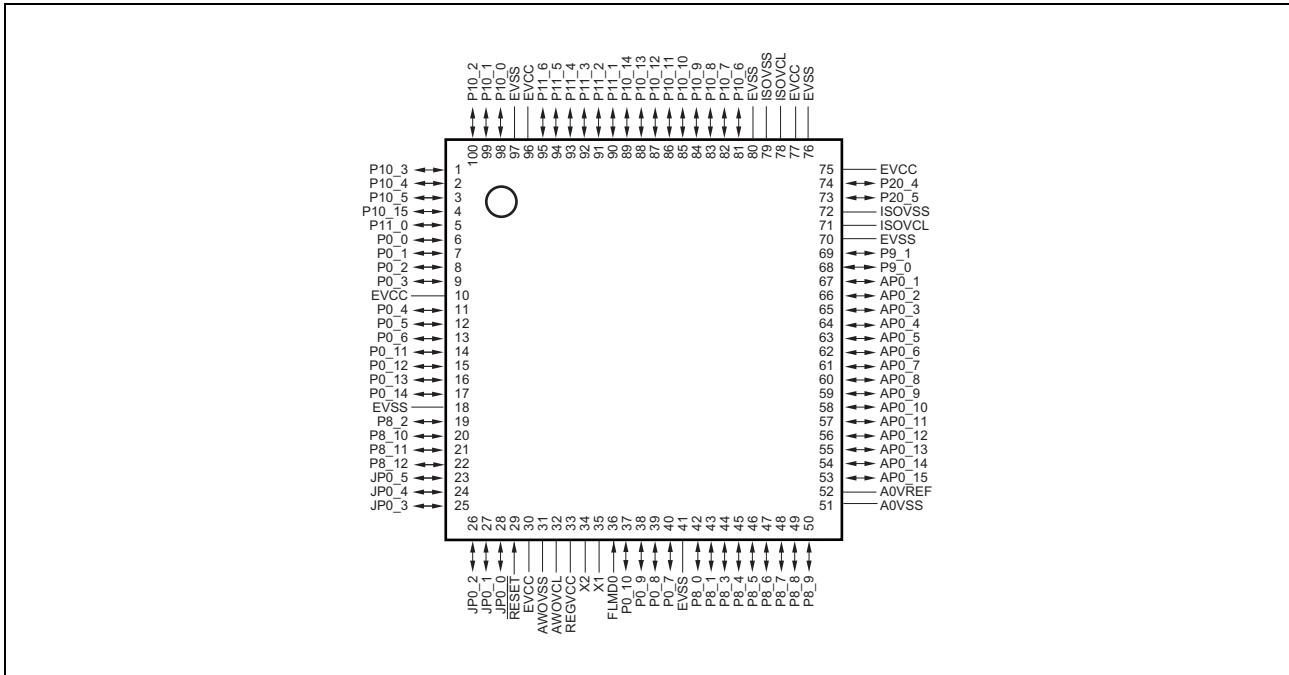 P10_2
P10_1
P10_0
EVSS
EVCC
P11_6
P11_5
P11_4
P11_3
P11_2
P11_1
P10_14
P10_13
P10_12
P10_11
P10_10
P10_9
P10_8
P10_7
P10_6
EVSS
ISOVSS
ISOVCL
EVCC
EVSS
100
99
98
97
96
95
94
93
92
91
90
89
88
87
86
85
84
83
82
81
80
79
78
77
76
P10_3 1
P10_4 2
P10_5 3
P10_15 4
P11_0 5
P0_0 6
P0_1 7
P0_2 8
P0_3 9
EVCC 10
P0_4 11
P0_5 12
P0_6 13
P0_11 14
P0_12 15
P0_13 16
P0_14 17
EVSS 18
P8_2 19
P8_10 20
P8_11 21
P8_12 22
JP0_5 23
JP0_4 24
JP0_3 25
75 EVCC
74 P20_4
73 P20_5
72 ISOVSS
71 ISOVCL
70 EVSS
69 P9_1
68 P9_0
67 AP0_1
66 AP0_2
65 AP0_3
64 AP0_4
63 AP0_5
62 AP0_6
61 AP0_7
60 AP0_8
59 AP0_9
58 AP0_10
57 AP0_11
56 AP0_12
55 AP0_13
54 AP0_14
53 AP0_15
52 A0VREF
51 A0VSS
26
27
28
29
30
31
32
33
34
35
36
37
38
39
40
41
42
43
44
45
46
47
48
49
50
JP0_2
JP0_1
JP0_0
RESET
EVCC
AWOVSS
AWOVCL
REGVCC
X2
X1
FLMD0
P0_10
P0_9
P0_8
P0_7
EVSS
P8_0
P8_1
P8_3
P8_4
P8_5
P8_6
P8_7
P8_8
P8_9